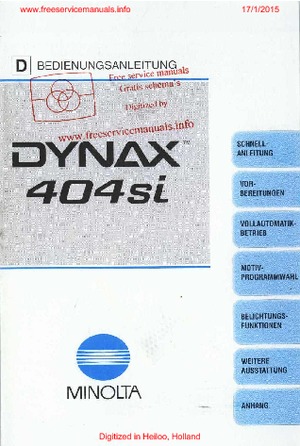 www.freeservicemanuals.info
17/1/2015
D BEDIENUNGSANLEITUNG
Free service manuals
Gratis schema's
Digitized by
www.freeservicemanuals.info
DYNAX™
404si
SCHNELL-
ANLEITUNG
VOR-
BEREITUNGEN
VOLLAUTOMATIK-
BETRIEB
MOTIV-
PROGRAMMWAHL
BELICHTUNGS-
FUNKTIONEN
WEITERE
AUSSTATTUNG
ANHANG
MINOLTA
Digitized in Heiloo, Holland